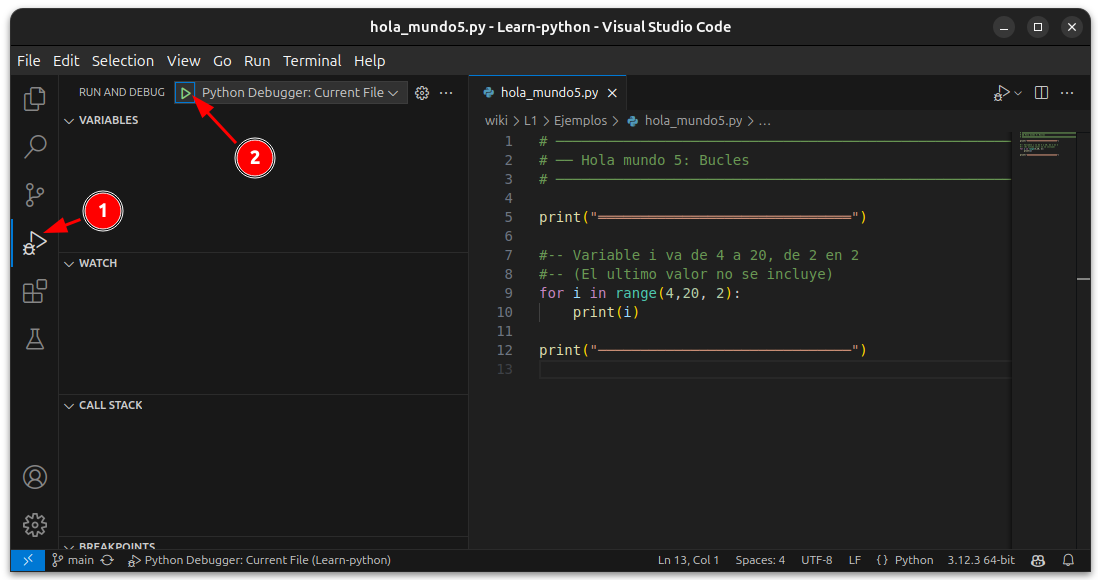 hola_mundo5.py - Learn-python - Visual Studio Code
File Edit Selection View Go Run Terminal Help
RUN AND DEBUG Python Debugger: Current File
VARIABLES
2
1
WATCH
CALL STACK
BREAKPOINTS
hola_mundo5.py
wiki > L1 > Ejemplos > hola_mundo5.py > ...
1 # ────────────────────────────────
2 # ── Hola mundo 5: Bucles
3 # ────────────────────────────────
4
5 print("══════════════════════════════")
6
7 #-- Variable i va de 4 a 20, de 2 en 2
8 #-- (El ultimo valor no se incluye)
9 for i in range(4,20, 2):
10 print(i)
11
12 print("──────────────────────────────")
13
main Python Debugger: Current File (Learn-python) Ln 13, Col 1 Spaces: 4 UTF-8 LF {} Python 3.12.3 64-bit